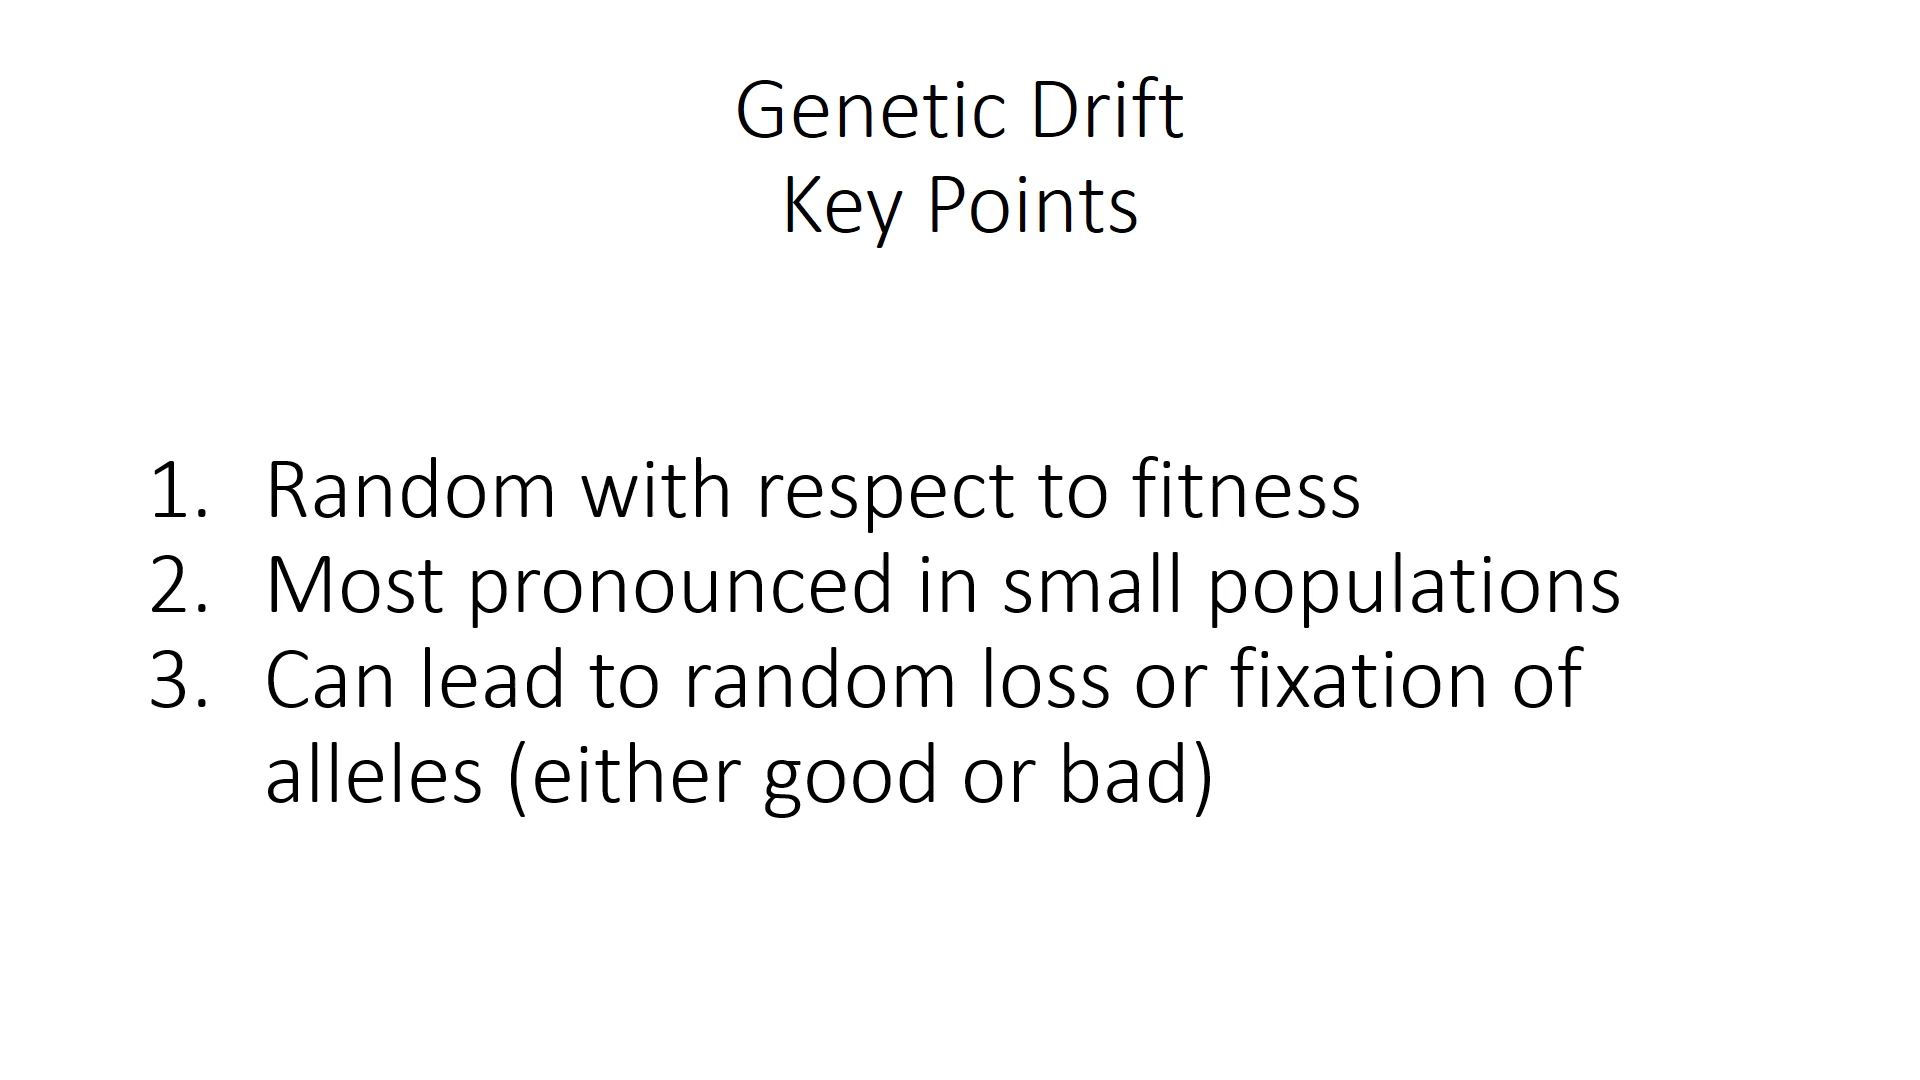 Genetic Drift
Key Points
1. Random with respect to fitness
2. Most pronounced in small populations
3. Can lead to random loss or fixation of
alleles (either good or bad)